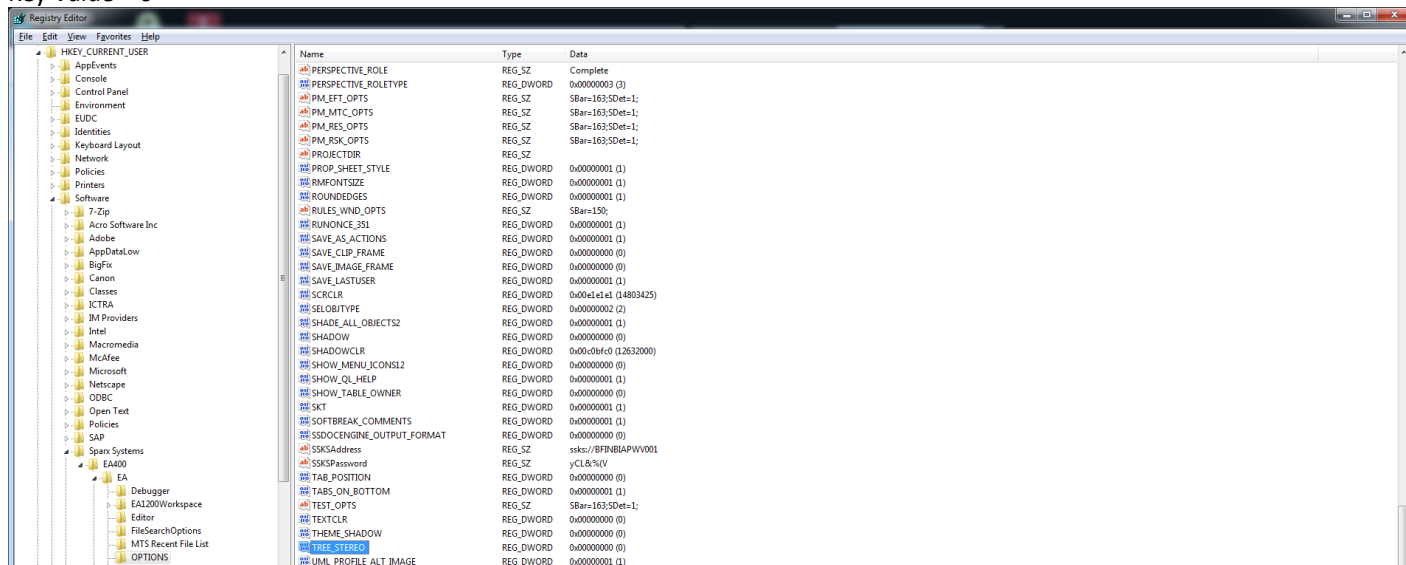 Registry Editor
File Edit View Favorites Help
HKEY_CURRENT_USER
AppEvents
Console
Control Panel
Environment
EUDC
Identities
Keyboard Layout
Network
Policies
Printers
Software
7-Zip
Acro Software Inc
Adobe
AppDataLow
BigFix
Canon
Classes
ICTRA
IM Providers
Intel
Macromedia
McAfee
Microsoft
Netscape
ODBC
Open Text
Policies
SAP
Sparx Systems
EA400
EA
Debugger
EA1200Workspace
Editor
FileSearchOptions
MTS Recent File List
OPTIONS
Name Type Data
PERSPECTIVE_ROLE REG_SZ Complete
PERSPECTIVE_ROLETYPE REG_DWORD 0x00000003 (3)
PM_EFT_OPTS REG_SZ SBar=163;SDet=1;
PM_MTC_OPTS REG_SZ SBar=163;SDet=1;
PM_RES_OPTS REG_SZ SBar=163;SDet=1;
PM_RSK_OPTS REG_SZ SBar=163;SDet=1;
PROJECTDIR REG_SZ
PROP_SHEET_STYLE REG_DWORD 0x00000001 (1)
RMFONTSIZE REG_DWORD 0x00000001 (1)
ROUNDEDGES REG_DWORD 0x00000001 (1)
RULES_WND_OPTS REG_SZ SBar=150;
RUNONCE_351 REG_DWORD 0x00000001 (1)
SAVE_AS_ACTIONS REG_DWORD 0x00000001 (1)
SAVE_CLIP_FRAME REG_DWORD 0x00000000 (0)
SAVE_IMAGE_FRAME REG_DWORD 0x00000000 (0)
SAVE_LASTUSER REG_DWORD 0x00000001 (1)
SCRCLR REG_DWORD 0x00e1e1e1 (14803425)
SELOBJTYPE REG_DWORD 0x00000002 (2)
SHADE_ALL_OBJECTS2 REG_DWORD 0x00000001 (1)
SHADOW REG_DWORD 0x00000000 (0)
SHADOWCLR REG_DWORD 0x00c0bfc0 (12632000)
SHOW_MENU_ICONS12 REG_DWORD 0x00000000 (0)
SHOW_QL_HELP REG_DWORD 0x00000001 (1)
SHOW_TABLE_OWNER REG_DWORD 0x00000000 (0)
SKT REG_DWORD 0x00000001 (1)
SOFTBREAK_COMMENTS REG_DWORD 0x00000001 (1)
SSDOCENGINE_OUTPUT_FORMAT REG_DWORD 0x00000000 (0)
SSKSAddress REG_SZ ssks://BFINBIAPWV001
SSKSPassword REG_SZ yCL&%(V
TAB_POSITION REG_DWORD 0x00000000 (0)
TABS_ON_BOTTOM REG_DWORD 0x00000001 (1)
TEST_OPTS REG_SZ SBar=163;SDet=1;
TEXTCLR REG_DWORD 0x00000000 (0)
THEME_SHADOW REG_DWORD 0x00000000 (0)
TREE_STEREO REG_DWORD 0x00000000 (0)
UML_PROFILE_ALT_IMAGE REG_DWORD 0x00000001 (1)